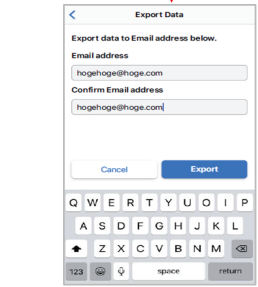 Export Data
Export data to Email address below.
Email address
hogehoge@hoge.com
Confirm Email address
hogehoge@hoge.com
Cancel Export
Q W E R T Y U O I P
A S D F G H J K L
Z X C V B N M
123 space return